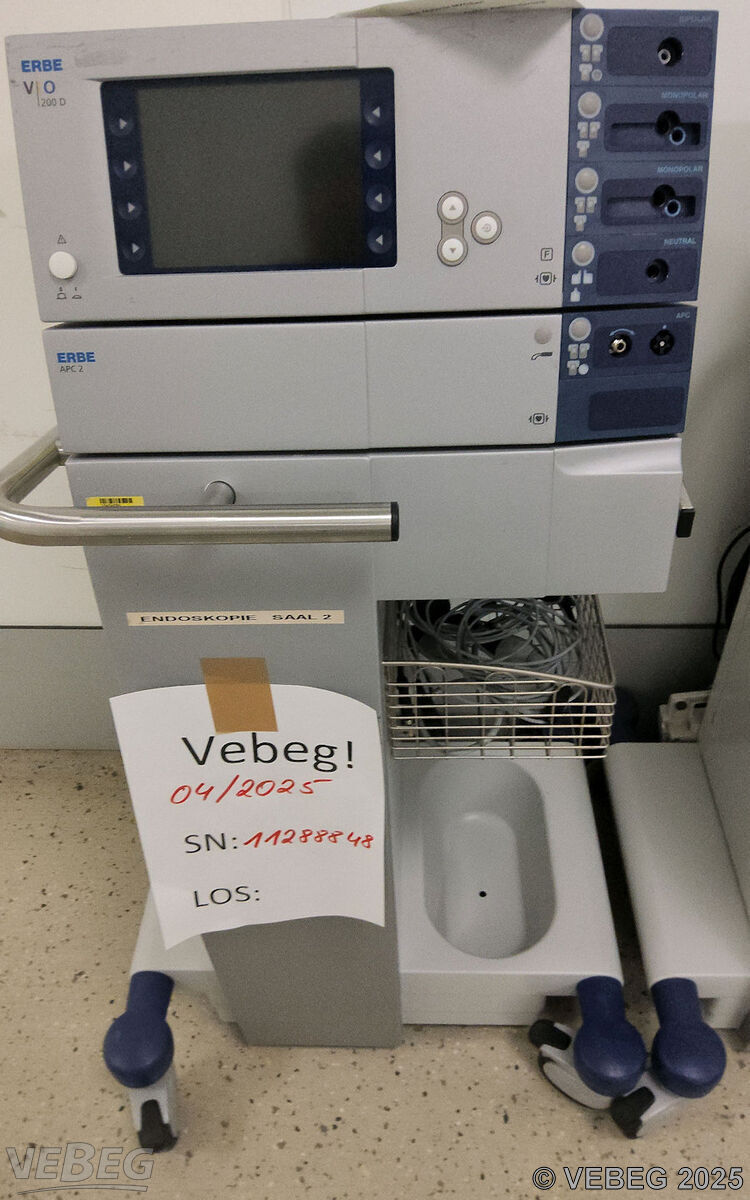 ERBE
VIO
200 D
BIPOLAR
MONOPOLAR
MONOPOLAR
NEUTRAL
F
ERBE
APC 2
APC
ENDOSKOPIE SAAL 2
Vebeg!
04/2025
SN: 11288848
LOS:
VEBEG
© VEBEG 2025